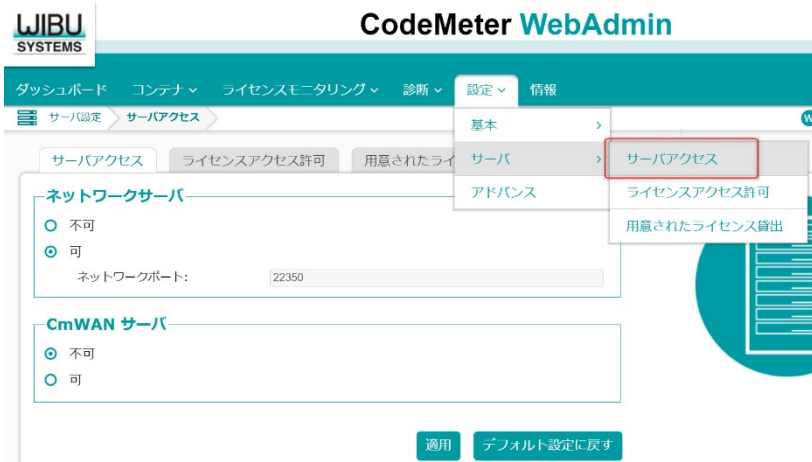 WIBU
SYSTEMS
CodeMeter WebAdmin
ダッシュボード コンテナ ライセンスモニタリング 診断 設定 情報
サーバ設定 サーバアクセス
基本
サーバ
アドバンス
サーバアクセス
ライセンスアクセス許可
用意されたライセンス貸出
サーバアクセス ライセンスアクセス許可 用意されたライ
ネットワークサーバ
不可
可
ネットワークポート: 22350
CmWAN サーバ
不可
可
適用 デフォルト設定に戻す